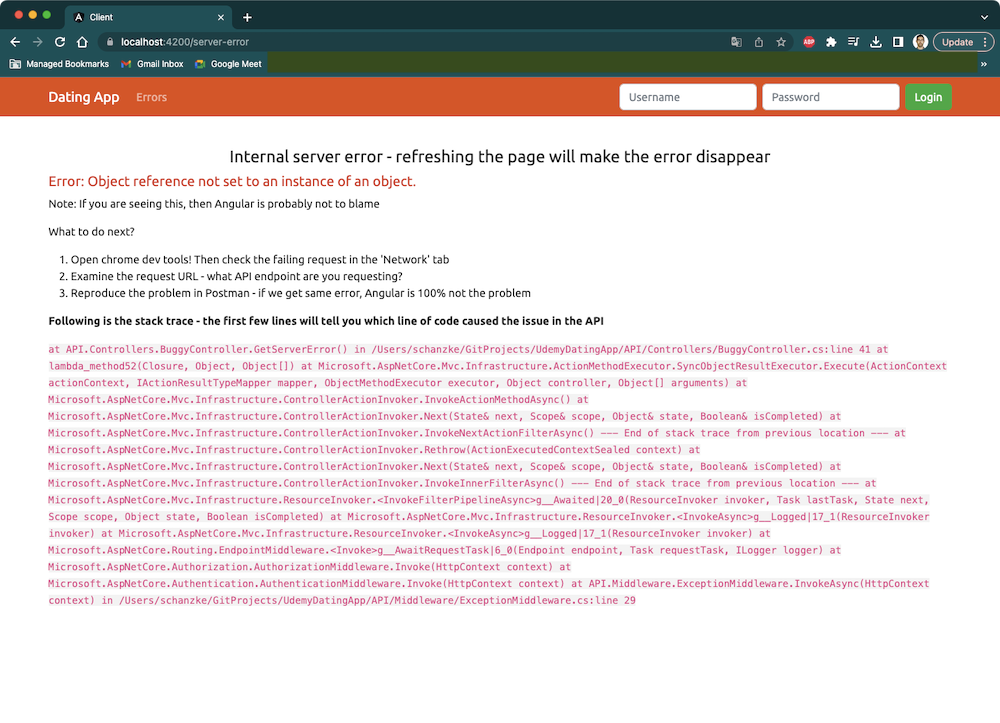 Client
localhost:4200/server-error
ABP
Update
Managed Bookmarks
Gmail Inbox
Google Meet
»
Dating App
Errors
Username
Password
Login
Internal server error - refreshing the page will make the error disappear
Error: Object reference not set to an instance of an object.
Note: If you are seeing this, then Angular is probably not to blame
What to do next?
1. Open chrome dev tools! Then check the failing request in the 'Network' tab
2. Examine the request URL - what API endpoint are you requesting?
3. Reproduce the problem in Postman - if we get same error, Angular is 100% not the problem
Following is the stack trace - the first few lines will tell you which line of code caused the issue in the API
at API.Controllers.BuggyController.GetServerError() in /Users/schanzke/GitProjects/UdemyDatingApp/API/Controllers/BuggyController.cs:line 41 at
lambda_method52(Closure, Object, Object[]) at Microsoft.AspNetCore.Mvc.Infrastructure.ActionMethodExecutor.SyncObjectResultExecutor.Execute(ActionContext
actionContext, IActionResultTypeMapper mapper, ObjectMethodExecutor executor, Object controller, Object[] arguments) at
Microsoft.AspNetCore.Mvc.Infrastructure.ControllerActionInvoker.InvokeActionMethodAsync() at
Microsoft.AspNetCore.Mvc.Infrastructure.ControllerActionInvoker.Next(State& next, Scope& scope, Object& state, Boolean& isCompleted) at
Microsoft.AspNetCore.Mvc.Infrastructure.ControllerActionInvoker.InvokeNextActionFilterAsync() --- End of stack trace from previous location --- at
Microsoft.AspNetCore.Mvc.Infrastructure.ControllerActionInvoker.Rethrow(ActionExecutedContextSealed context) at
Microsoft.AspNetCore.Mvc.Infrastructure.ControllerActionInvoker.Next(State& next, Scope& scope, Object& state, Boolean& isCompleted) at
Microsoft.AspNetCore.Mvc.Infrastructure.ControllerActionInvoker.InvokeInnerFilterAsync() --- End of stack trace from previous location --- at
Microsoft.AspNetCore.Mvc.Infrastructure.ResourceInvoker.<InvokeFilterPipelineAsync>g__Awaited|20_0(ResourceInvoker invoker, Task lastTask, State next,
Scope scope, Object state, Boolean isCompleted) at Microsoft.AspNetCore.Mvc.Infrastructure.ResourceInvoker.<InvokeAsync>g__Logged|17_1(ResourceInvoker
invoker) at Microsoft.AspNetCore.Mvc.Infrastructure.ResourceInvoker.<InvokeAsync>g__Logged|17_1(ResourceInvoker invoker) at
Microsoft.AspNetCore.Routing.EndpointMiddleware.<Invoke>g__AwaitRequestTask|6_0(Endpoint endpoint, Task requestTask, ILogger logger) at
Microsoft.AspNetCore.Authorization.AuthorizationMiddleware.Invoke(HttpContext context) at
Microsoft.AspNetCore.Authentication.AuthenticationMiddleware.Invoke(HttpContext context) at API.Middleware.ExceptionMiddleware.InvokeAsync(HttpContext
context) in /Users/schanzke/GitProjects/UdemyDatingApp/API/Middleware/ExceptionMiddleware.cs:line 29